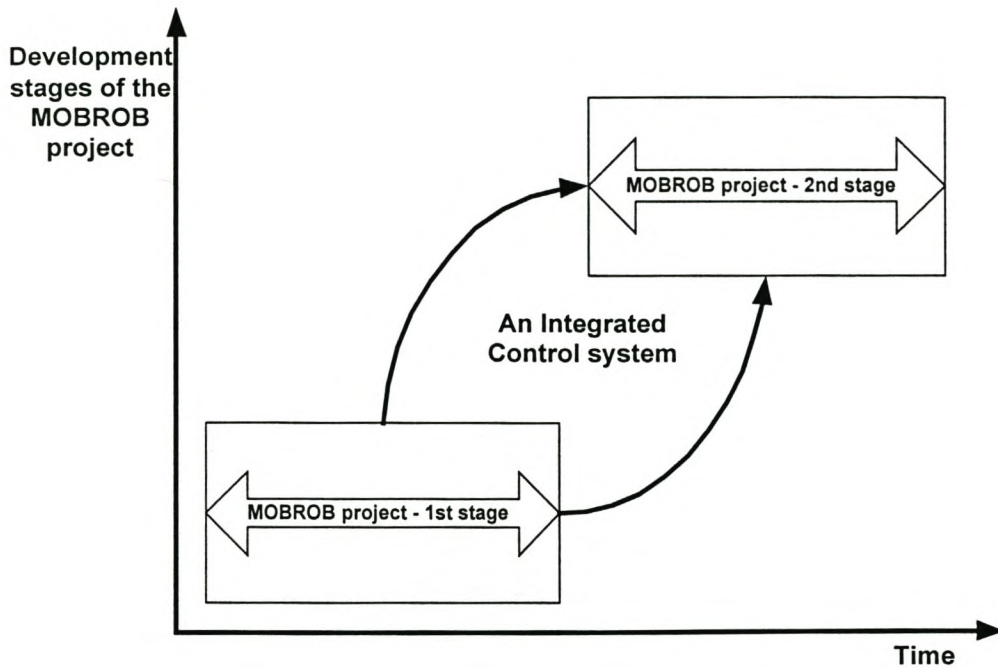 Development
stages of the
MOBROB
project
MOBROB project - 2nd stage
An Integrated
Control system
MOBROB project - 1st stage
Time